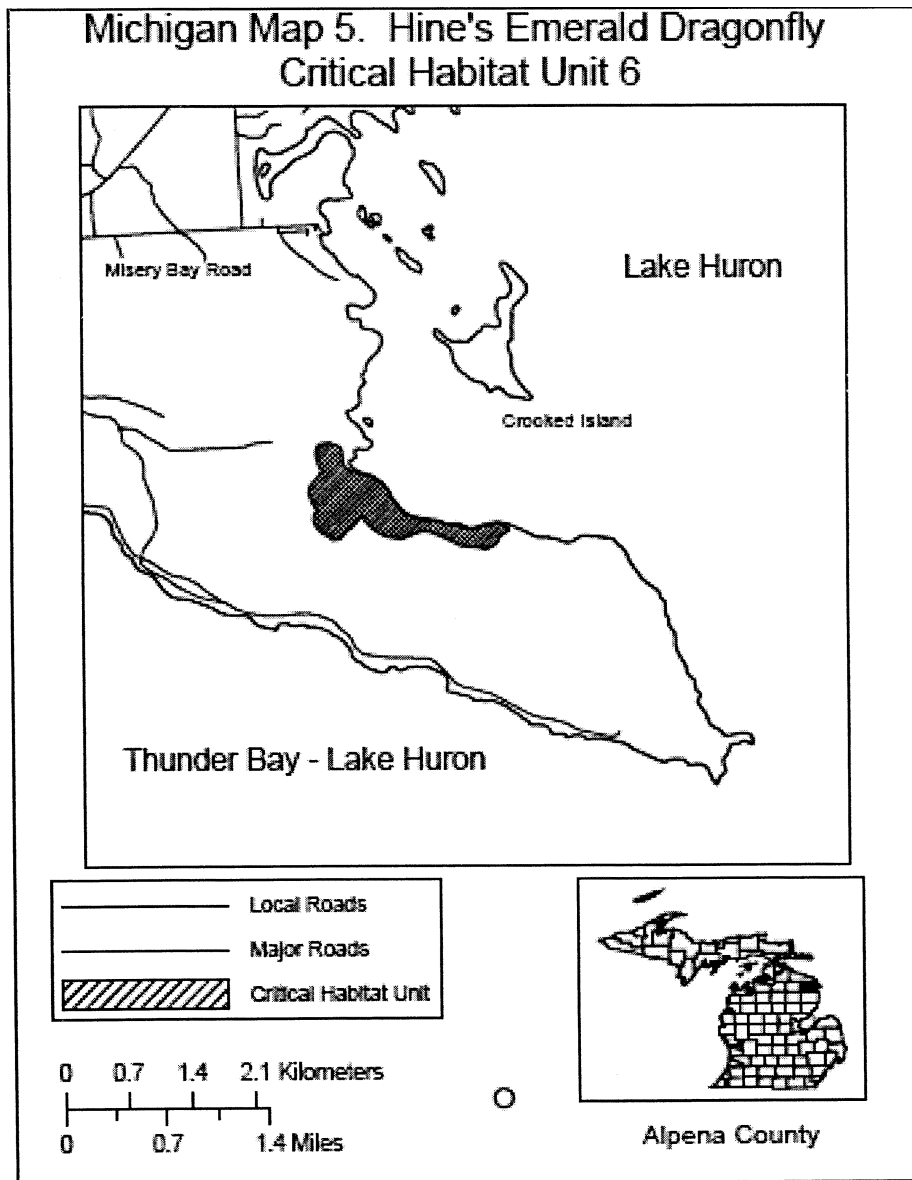 Michigan Map 5. Hine's Emerald Dragonfly
Critical Habitat Unit 6
Misery Bay Road
Lake Huron
Crooked Island
Thunder Bay - Lake Huron
Local Roads
Major Roads
Critical Habitat Unit
0 0.7 1.4 2.1 Kilometers
0 0.7 1.4 Miles
Alpena County